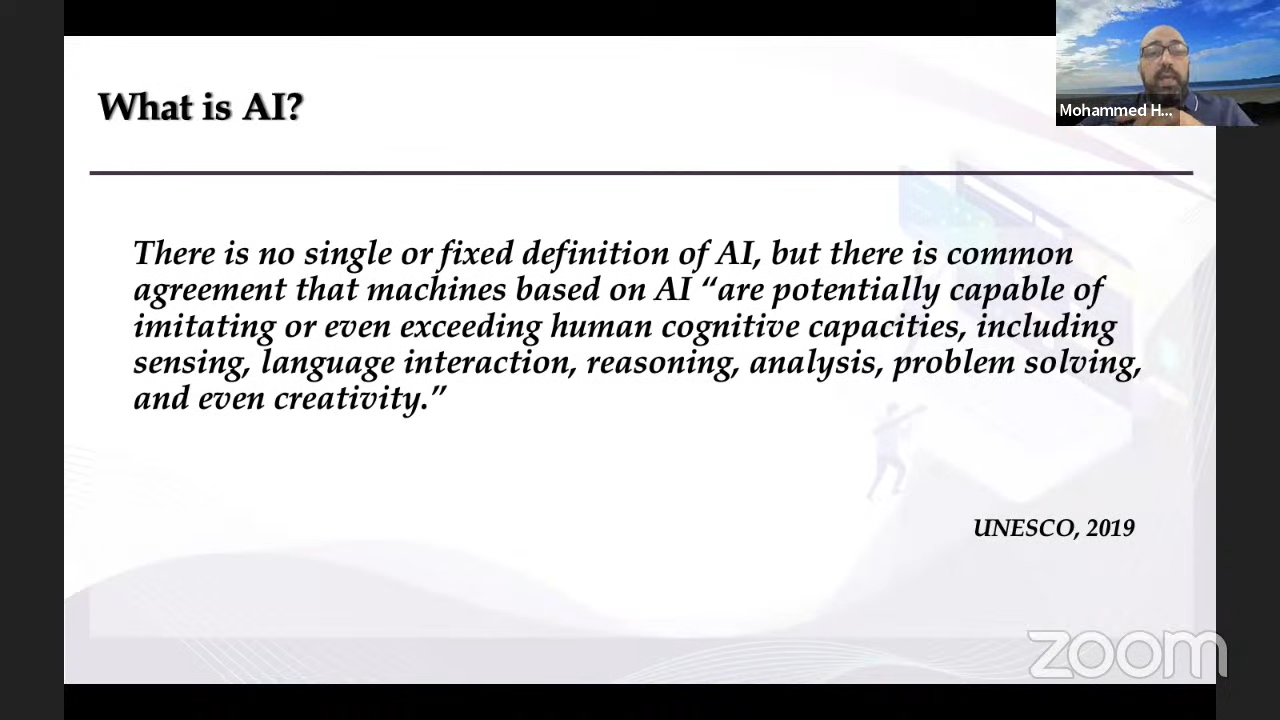 What is AI?
Mohammed H...
There is no single or fixed definition of AI, but there is common
agreement that machines based on AI “are potentially capable of
imitating or even exceeding human cognitive capacities, including
sensing, language interaction, reasoning, analysis, problem solving,
and even creativity.”
UNESCO, 2019
zoom